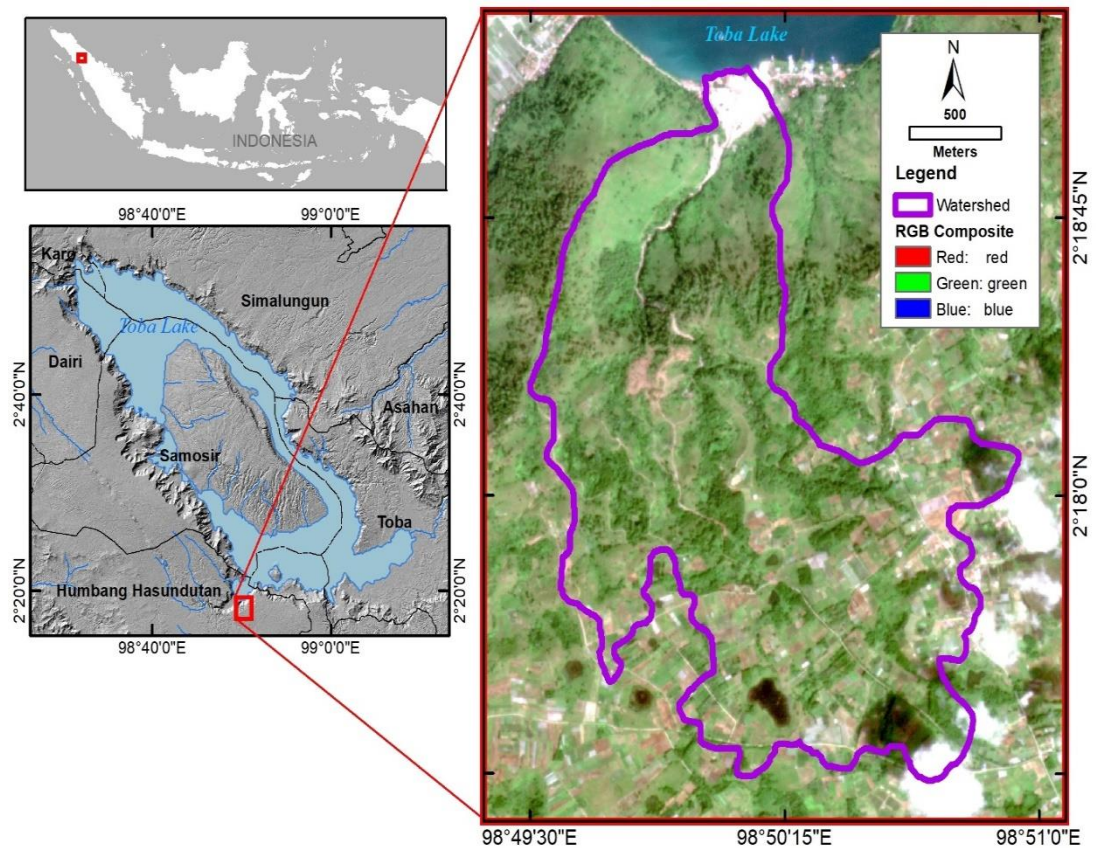 INDONESIA
98°40'0"E
99°0'0"E
Karo
Simalungun
Toba Lake
Dairi
Asahan
Samosir
Toba
Humbang Hasundutan
2°40'0"N
2°20'0"N
2°40'0"N
2°20'0"N
98°40'0"E
99°0'0"E
Toba Lake
N
500
Meters
Legend
Watershed
RGB Composite
Red: red
Green: green
Blue: blue
2°18'45"N
2°18'0"N
98°49'30"E
98°50'15"E
98°51'0"E